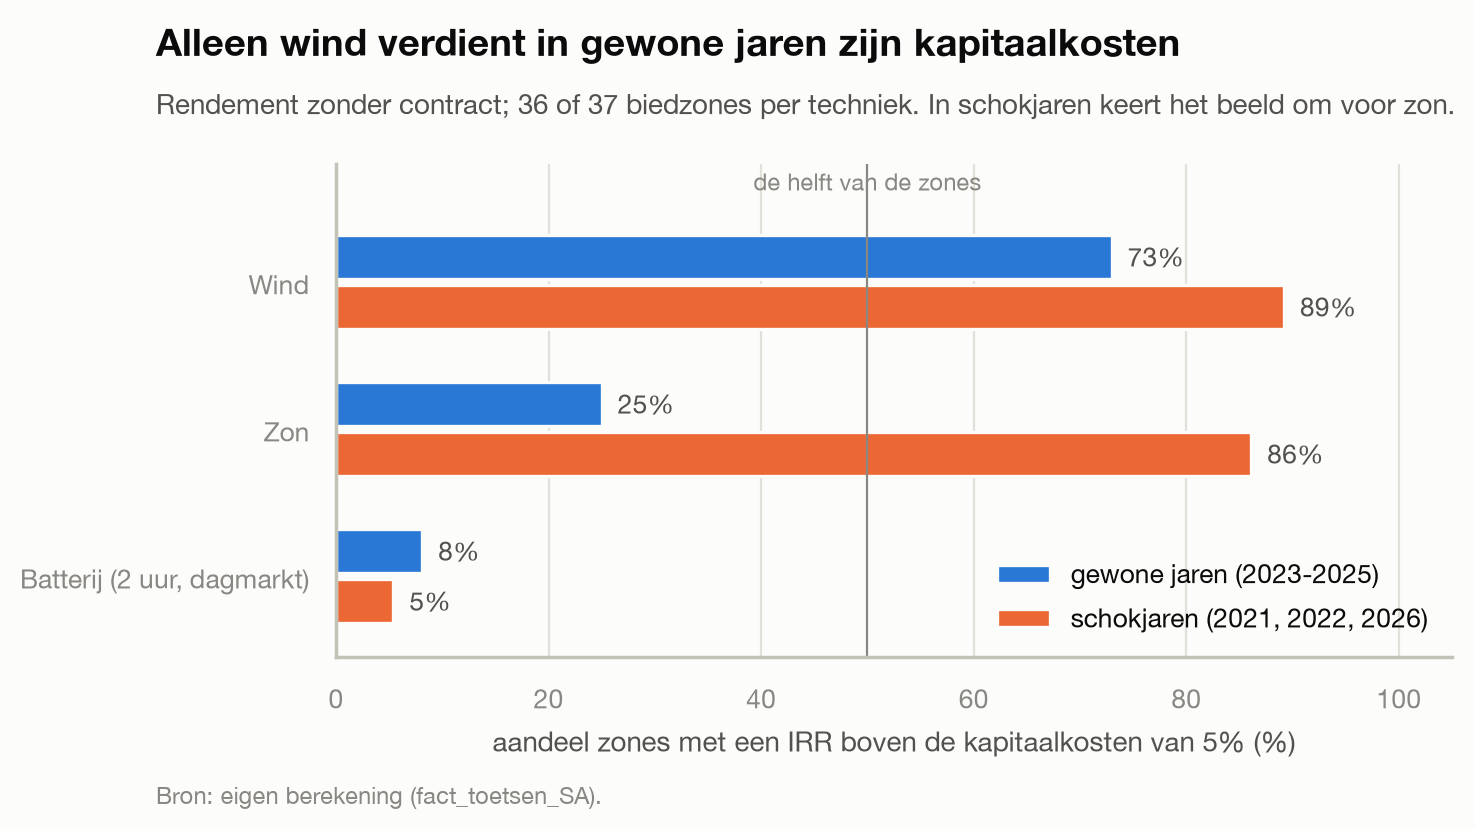 Alleen wind verdient in gewone jaren zijn kapitaalkosten
Rendement zonder contract; 36 of 37 biedzones per techniek. In schokjaren keert het beeld om voor zon.
de helft van de zones
Wind
73%
89%
Zon
25%
86%
Batterij (2 uur, dagmarkt)
8%
5%
gewone jaren (2023-2025)
schokjaren (2021, 2022, 2026)
0 20 40 60 80 100
aandeel zones met een IRR boven de kapitaalkosten van 5% (%)
Bron: eigen berekening (fact_toetsen_SA).